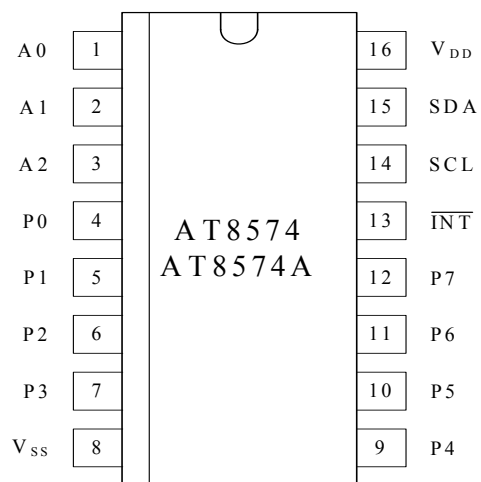 A0 1 16 VDD
A1 2 15 SDA
A2 3 14 SCL
P0 4 13 I̅N̅T̅
AT8574
AT8574A
P1 5 12 P7
P2 6 11 P6
P3 7 10 P5
VSS 8 9 P4